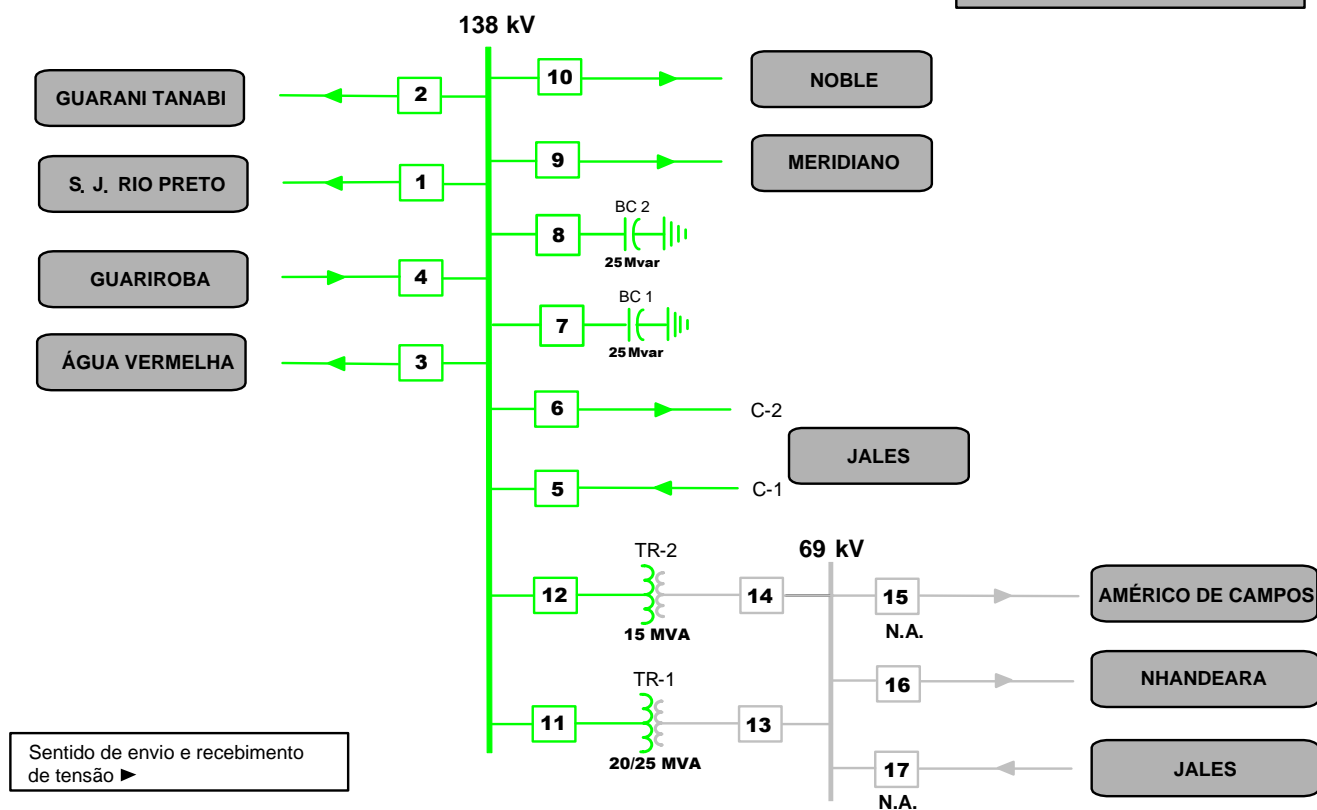 138 kV
10
NOBLE
GUARANI TANABI
2
9
MERIDIANO
S. J. RIO PRETO
1
BC 2
8
25 Mvar
GUARIROBA
4
BC 1
7
25 Mvar
ÁGUA VERMELHA
3
6
C-2
JALES
5
C-1
TR-2
69 kV
12
14
15
AMÉRICO DE CAMPOS
15 MVA
N.A.
TR-1
16
NHANDEARA
11
13
20/25 MVA
Sentido de envio e recebimento
de tensão ►
17
JALES
N.A.